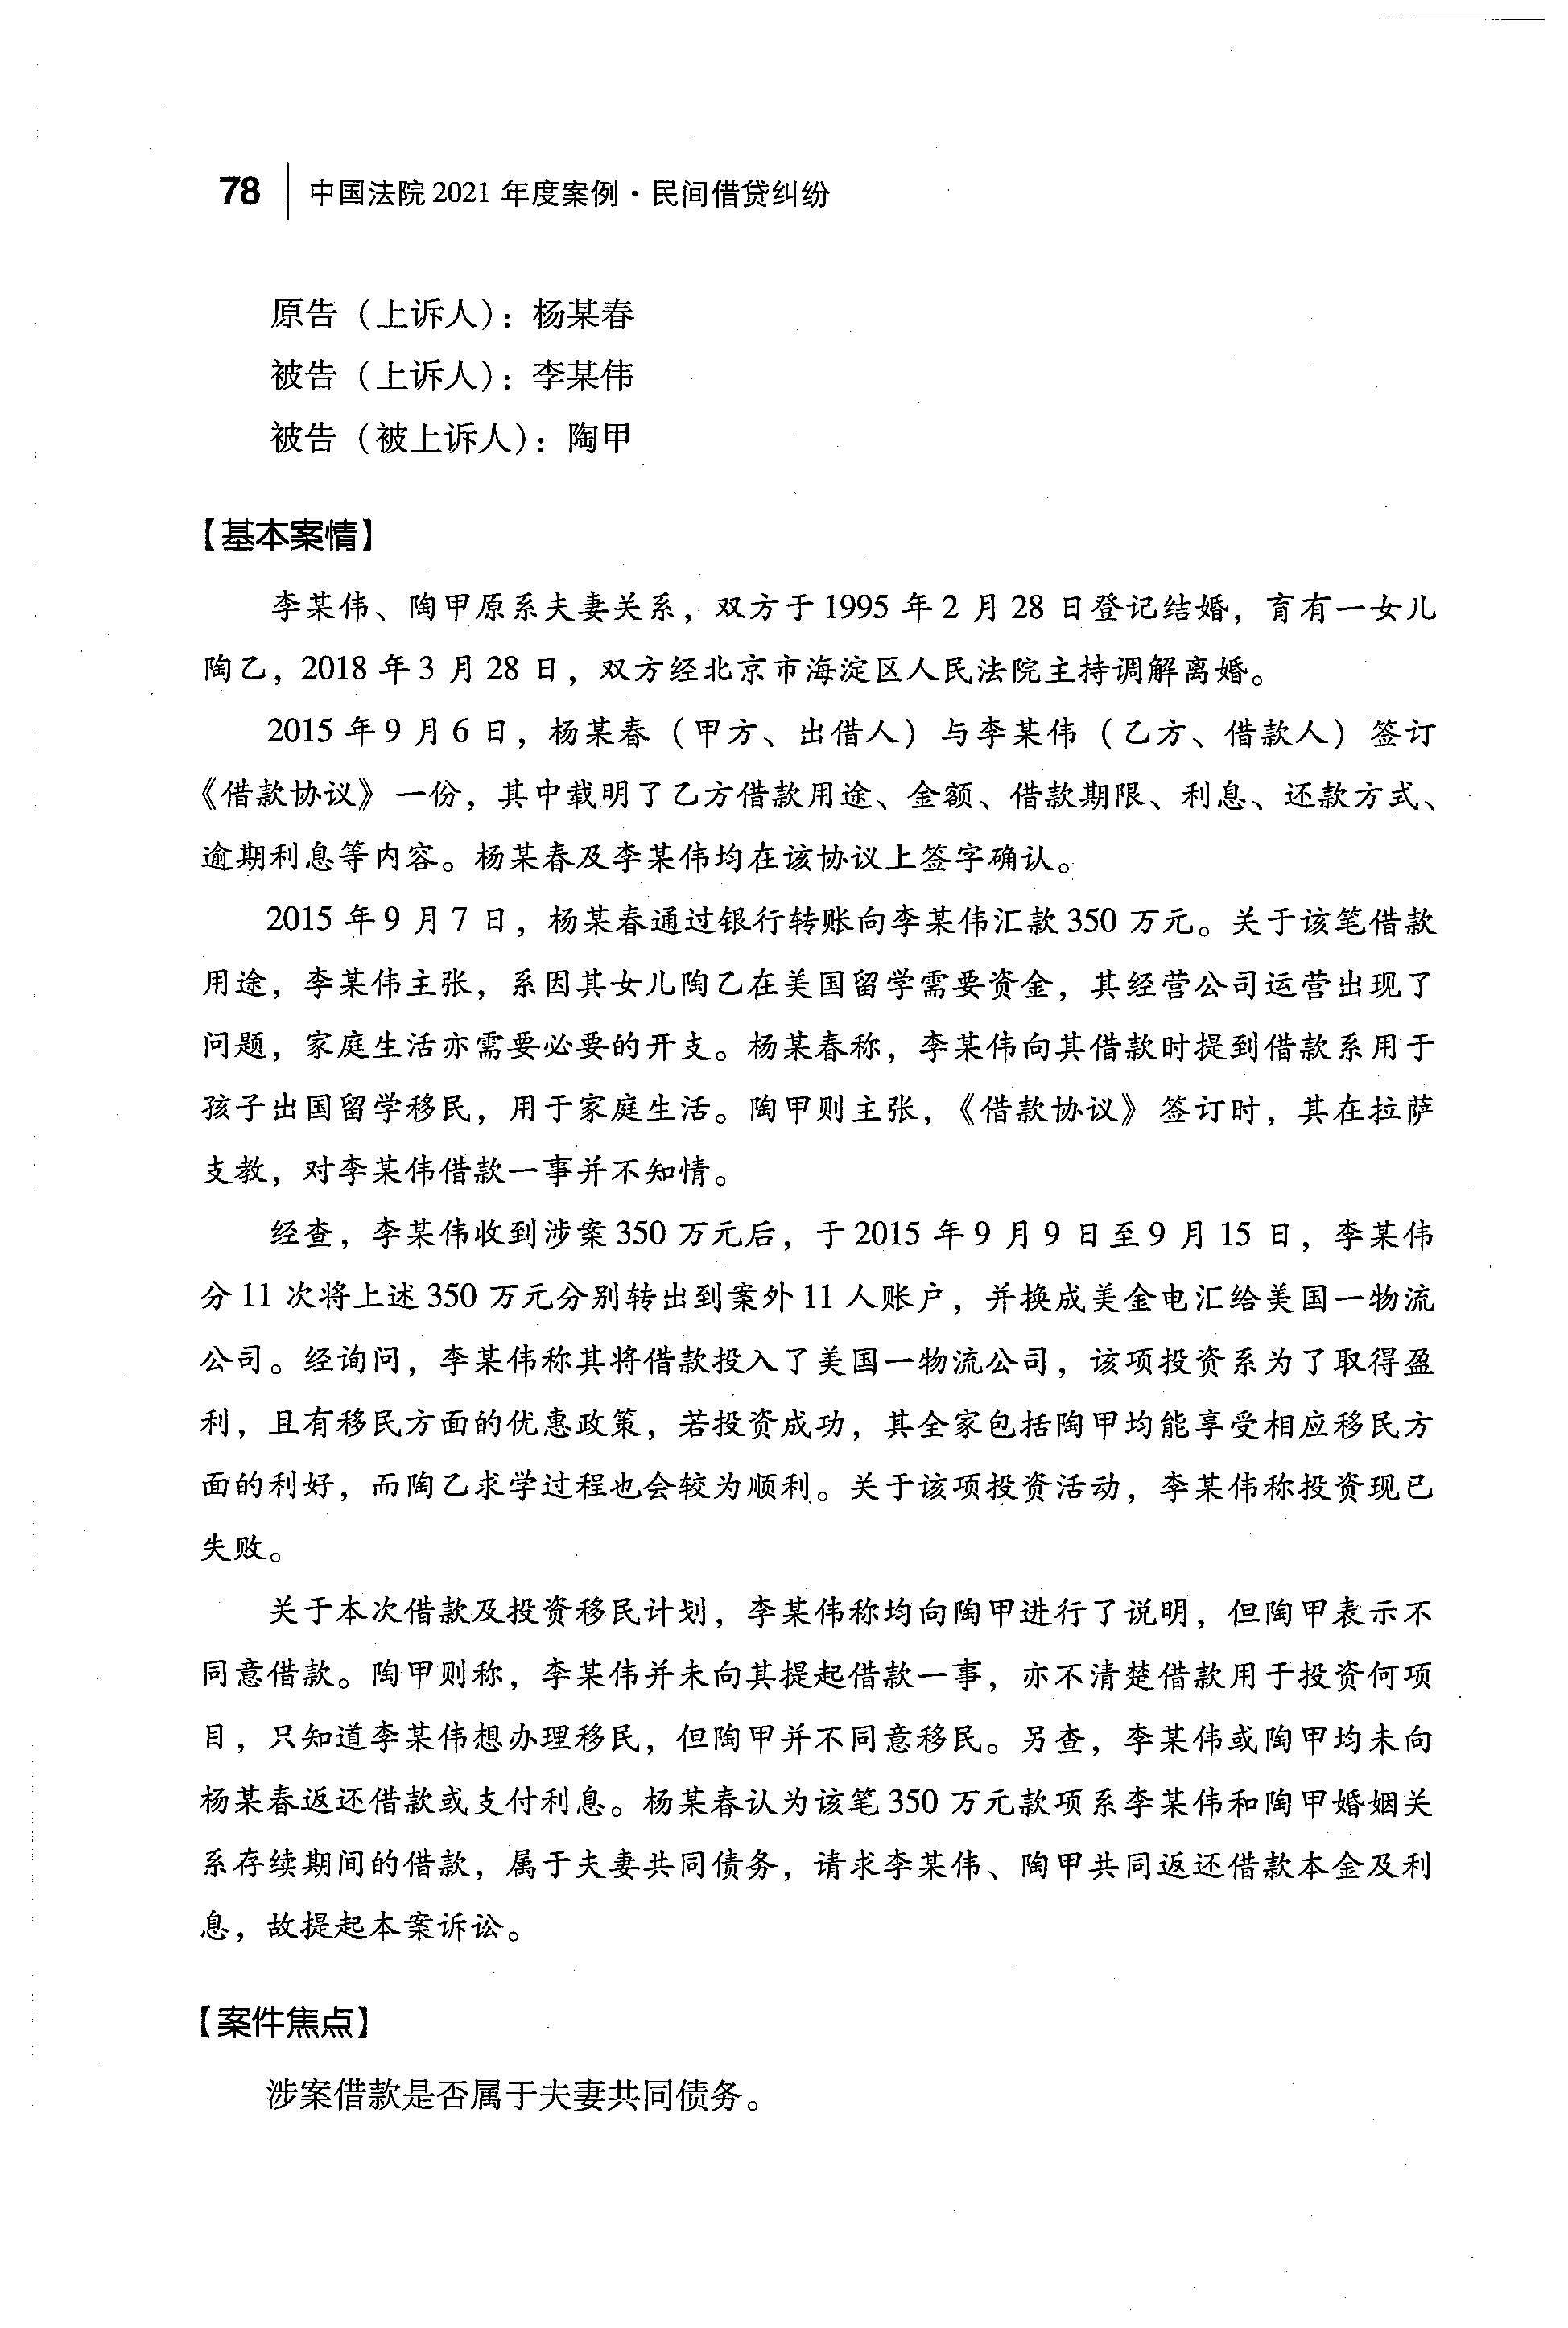 78 中国法院2021年度案例·民间借贷纠纷
原告（上诉人）：杨某春
被告（上诉人）：李某伟
被告（被上诉人）：陶甲
【基本案情】
李某伟、陶甲原系夫妻关系，双方于1995年2月28日登记结婚，育有一女儿
陶乙，2018年3月28日，双方经北京市海淀区人民法院主持调解离婚。
2015年9月6日，杨某春（甲方、出借人）与李某伟（乙方、借款人）签订
《借款协议》一份，其中载明了乙方借款用途、金额、借款期限、利息、还款方式、
逾期利息等内容。杨某春及李某伟均在该协议上签字确认。
2015年9月7日，杨某春通过银行转账向李某伟汇款350万元。关于该笔借款
用途，李某伟主张，系因其女儿陶乙在美国留学需要资金，其经营公司运营出现了
问题，家庭生活亦需要必要的开支。杨某春称，李某伟向其借款时提到借款系用于
孩子出国留学移民，用于家庭生活。陶甲则主张，《借款协议》签订时，其在拉萨
支教，对李某伟借款一事并不知情。
经查，李某伟收到涉案350万元后，于2015年9月9日至9月15日，李某伟
分11次将上述350万元分别转出到案外11人账户，并换成美金电汇给美国一物流
公司。经询问，李某伟称其将借款投入了美国一物流公司，该项投资系为了取得盈
利，且有移民方面的优惠政策，若投资成功，其全家包括陶甲均能享受相应移民方
面的利好，而陶乙求学过程也会较为顺利。关于该项投资活动，李某伟称投资现已
失败。
关于本次借款及投资移民计划，李某伟称均向陶甲进行了说明，但陶甲表示不
同意借款。陶甲则称，李某伟并未向其提起借款一事，亦不清楚借款用于投资何项
目，只知道李某伟想办理移民，但陶甲并不同意移民。另查，李某伟或陶甲均未向
杨某春返还借款或支付利息。杨某春认为该笔350万元款项系李某伟和陶甲婚姻关
系存续期间的借款，属于夫妻共同债务，请求李某伟、陶甲共同返还借款本金及利
息，故提起本案诉讼。
【案件焦点】
涉案借款是否属于夫妻共同债务。